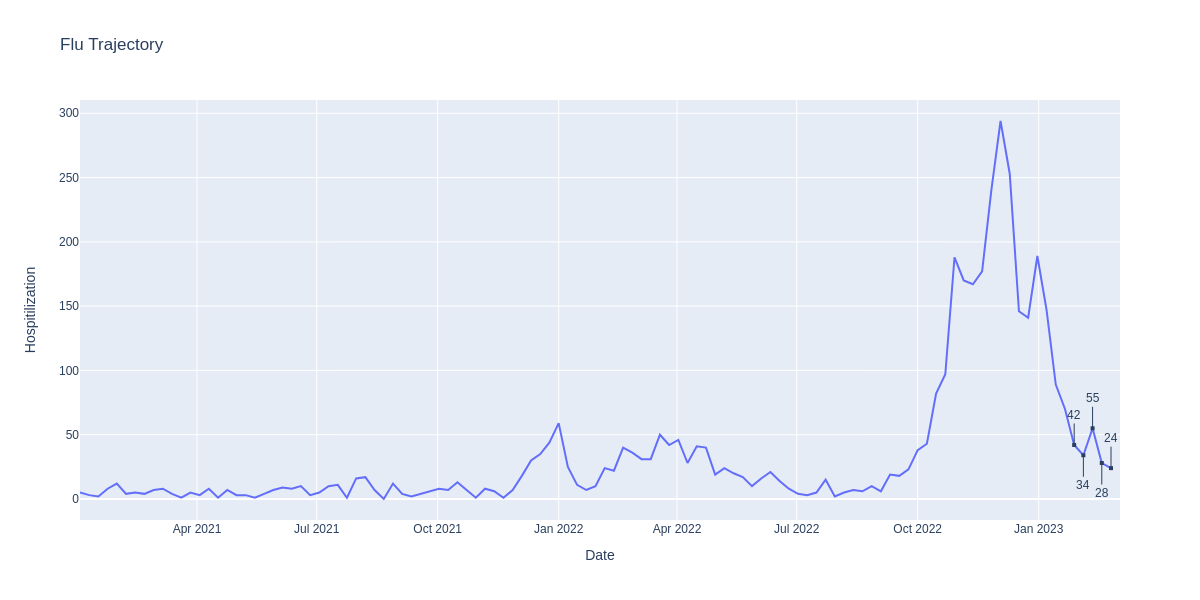 Flu Trajectory
Hospitilization
300
250
200
150
100
50
0
55
42
24
34
28
Apr 2021
Jul 2021
Oct 2021
Jan 2022
Apr 2022
Jul 2022
Oct 2022
Jan 2023
Date